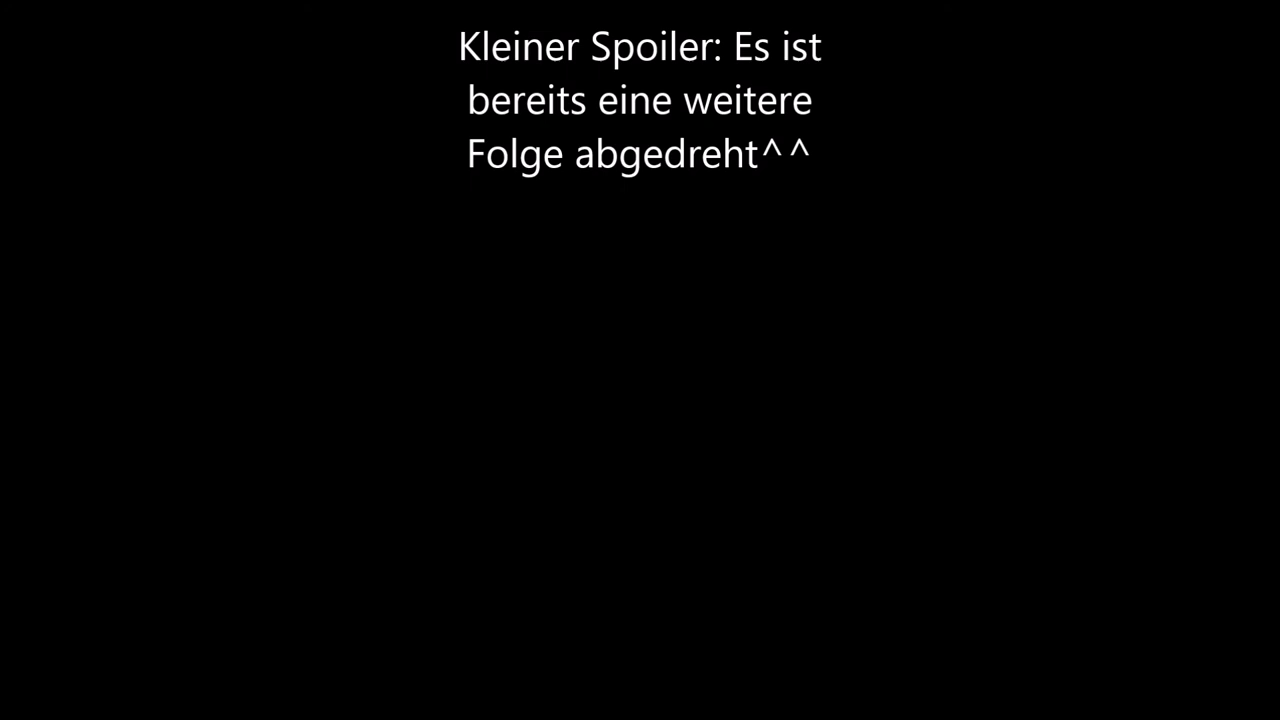 Kleiner Spoiler: Es ist
bereits eine weitere
Folge abgedreht^^